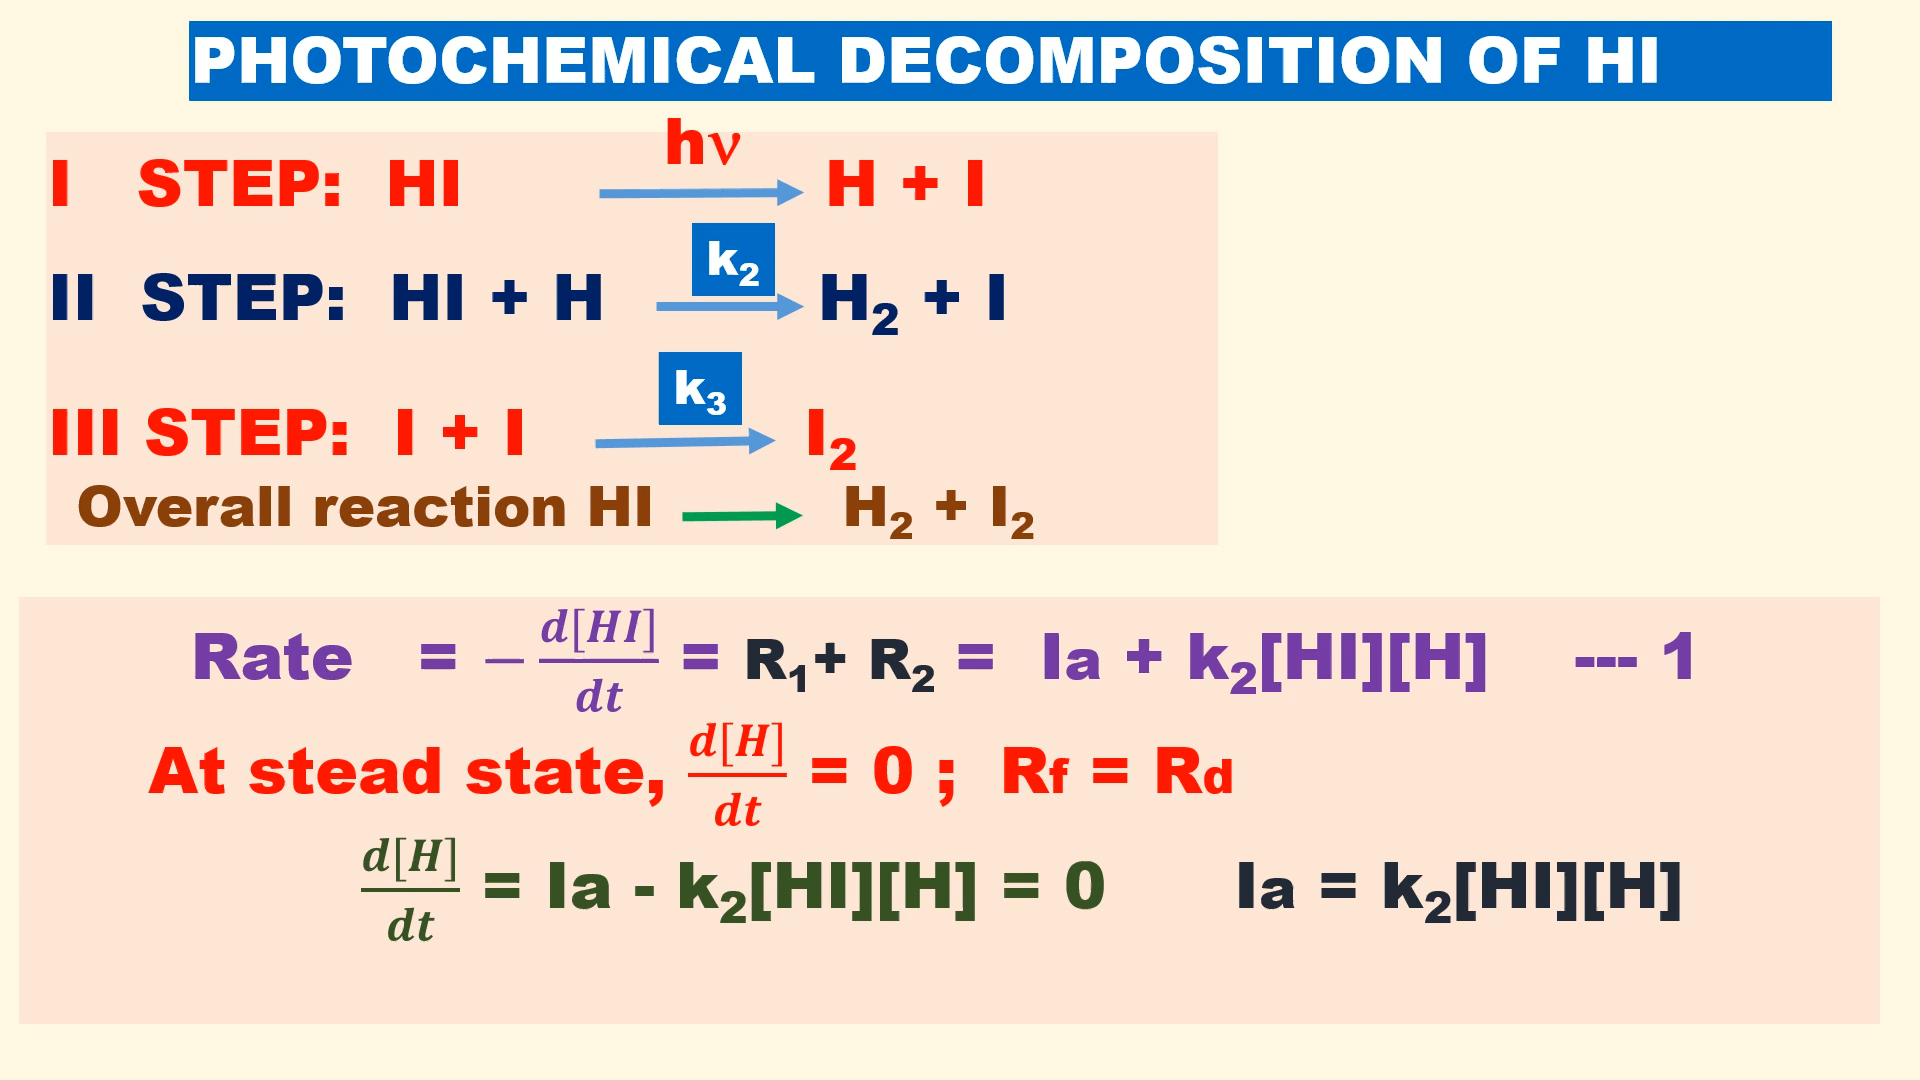 PHOTOCHEMICAL DECOMPOSITION OF HI
hν
I STEP: HI H + I
k₂
II STEP: HI + H H₂ + I
k₃
III STEP: I + I I₂
Overall reaction HI H₂ + I₂
Rate = − d[HI]/dt = R₁+ R₂ = Ia + k₂[HI][H] --- 1
At stead state, d[H]/dt = 0 ; Rf = Rd
d[H]/dt = Ia - k₂[HI][H] = 0 Ia = k₂[HI][H]